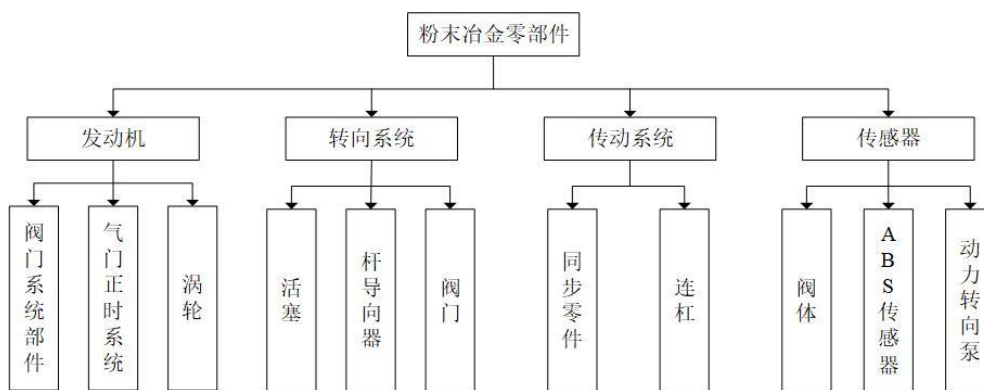 粉末冶金零部件
发动机
转向系统
传动系统
传感器
阀门系统部件
气门正时系统
涡轮
活塞
杆导向器
阀门
同步零件
连杠
阀体
ABS传感器
动力转向泵